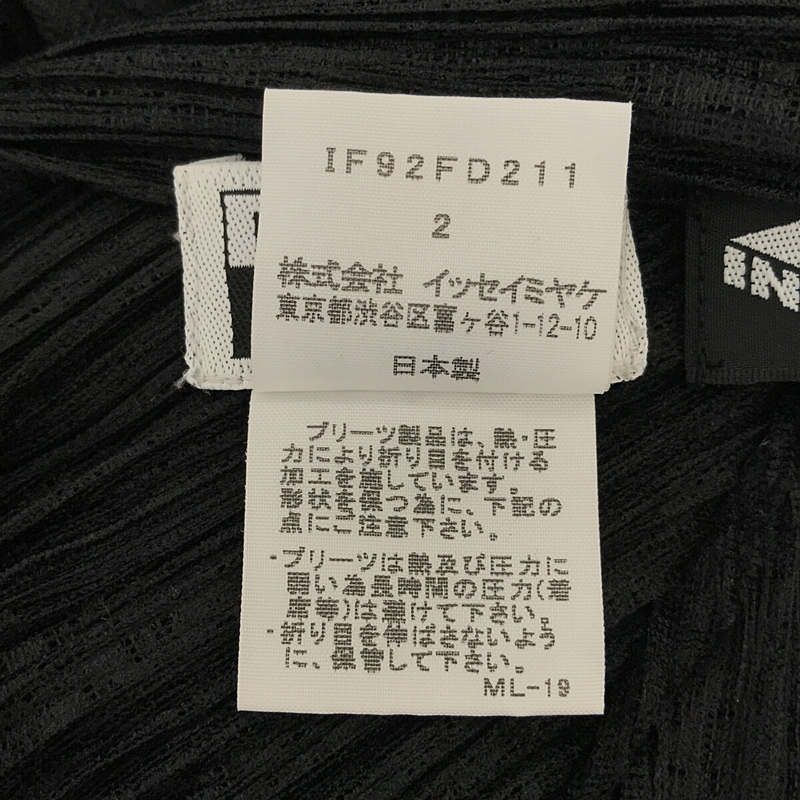 IF92FD211
2
株式会社 イッセイミヤケ
東京都渋谷区富ヶ谷1-12-10
日本製
プリーツ製品は、熱・圧
力により折り目を付ける
加工を施しています。
形状を保つ為に、下記の
点にご注意下さい。
・プリーツは熱及び圧力に
弱い為長時間の圧力(着
席等)は避けて下さい。
・折り目を伸ばさないよう
に、保管して下さい。
ML-19
IN